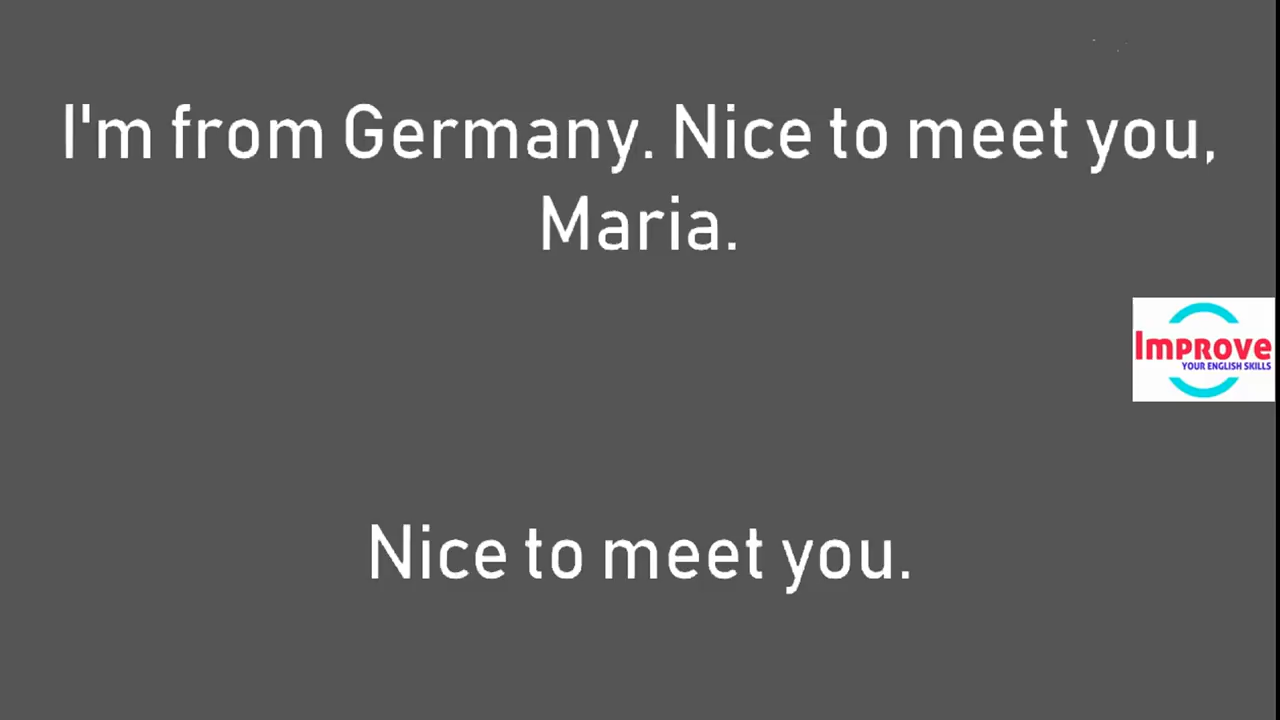 I'm from Germany. Nice to meet you,
Maria.
Improve
YOUR ENGLISH SKILLS
Nice to meet you.